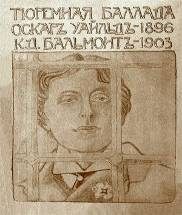 ТЮРЕМНАЯ БАЛЛАДА
ОСКАРЪ УАЙЛЬДЪ-1896
К.Д. БАЛЬМОНТЪ-1903